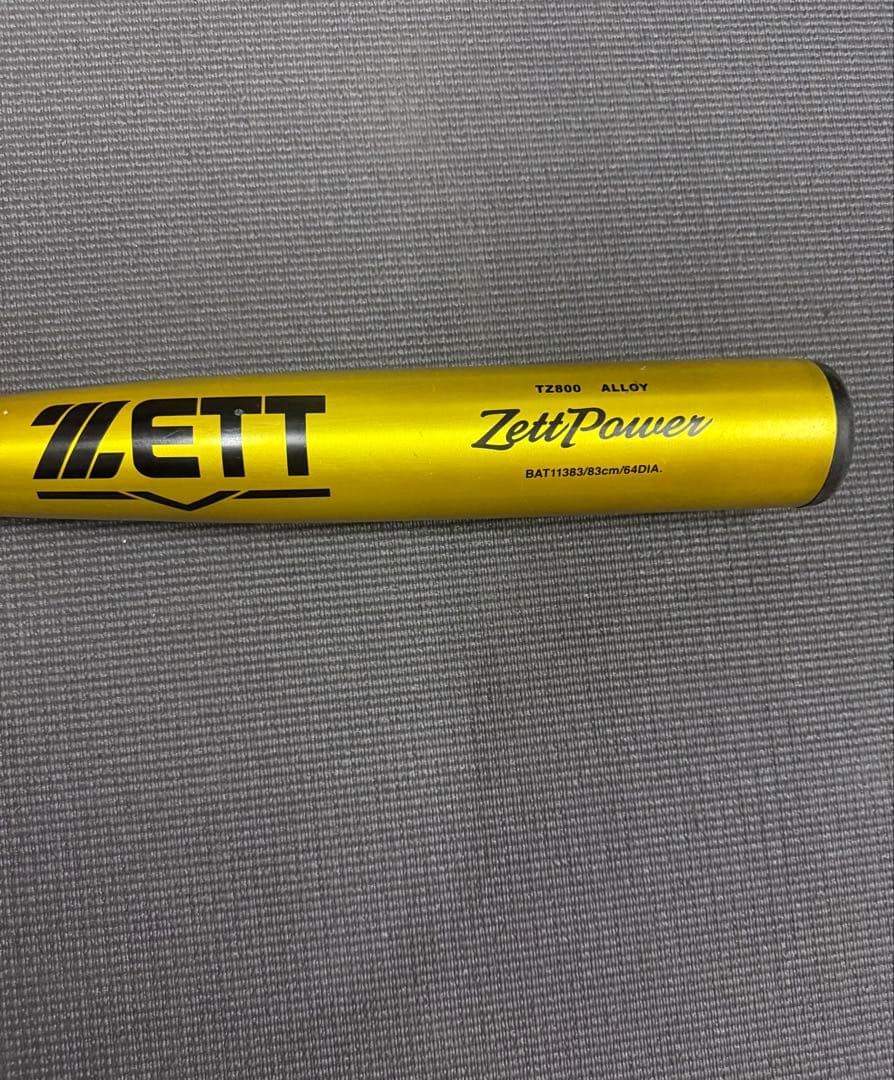 ZETT
TZ800 ALLOY
ZettPower
BAT11383/83cm/64DIA.